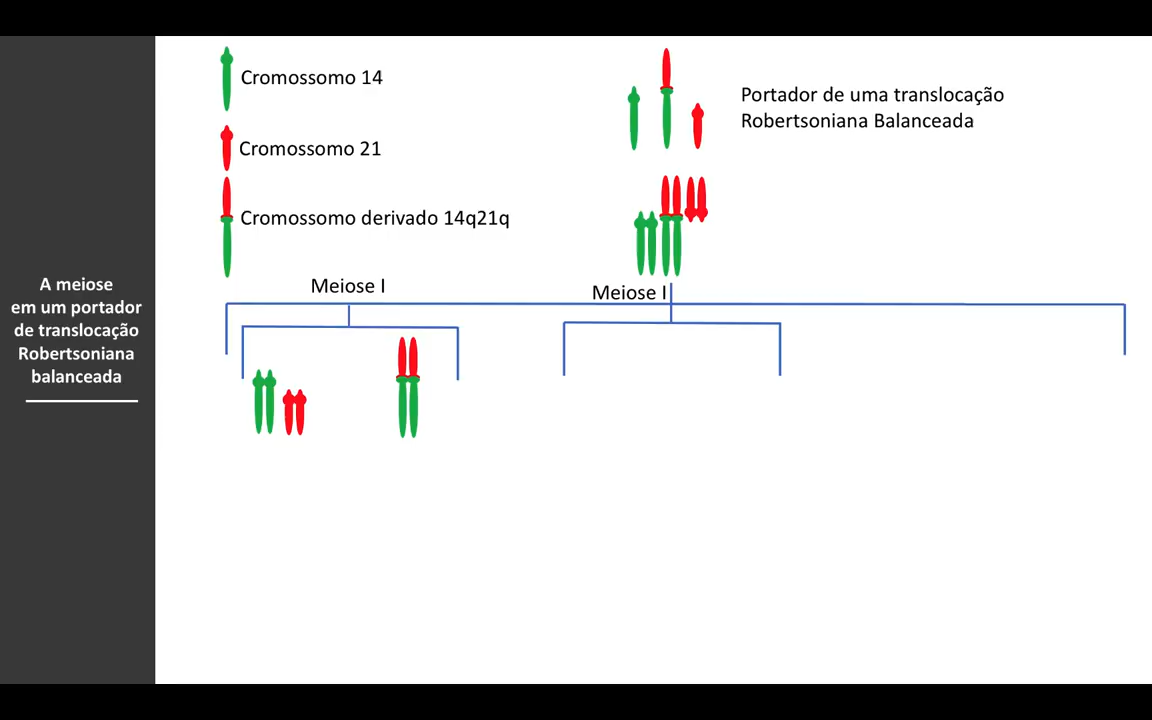 A meiose
em um portador
de translocação
Robertsoniana
balanceada
Cromossomo 14
Cromossomo 21
Cromossomo derivado 14q21q
Portador de uma translocação
Robertsoniana Balanceada
Meiose I
Meiose I